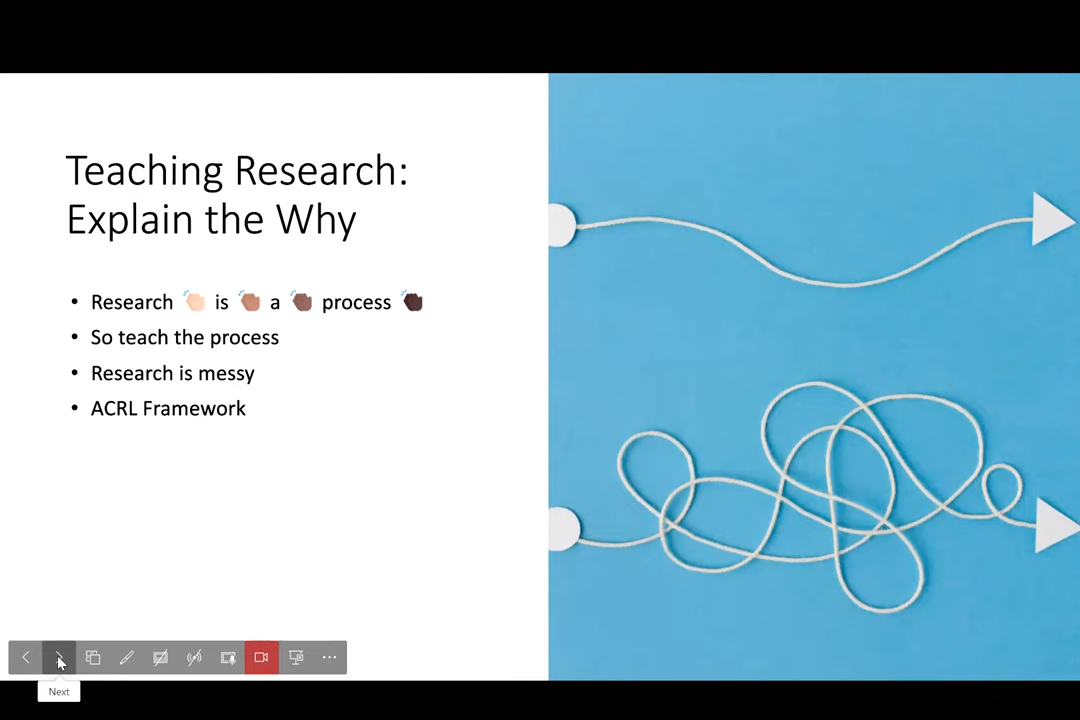 Teaching Research:
Explain the Why
• Research 👏🏻 is 👏🏽 a 👏🏾 process 👏🏿
• So teach the process
• Research is messy
• ACRL Framework
Next